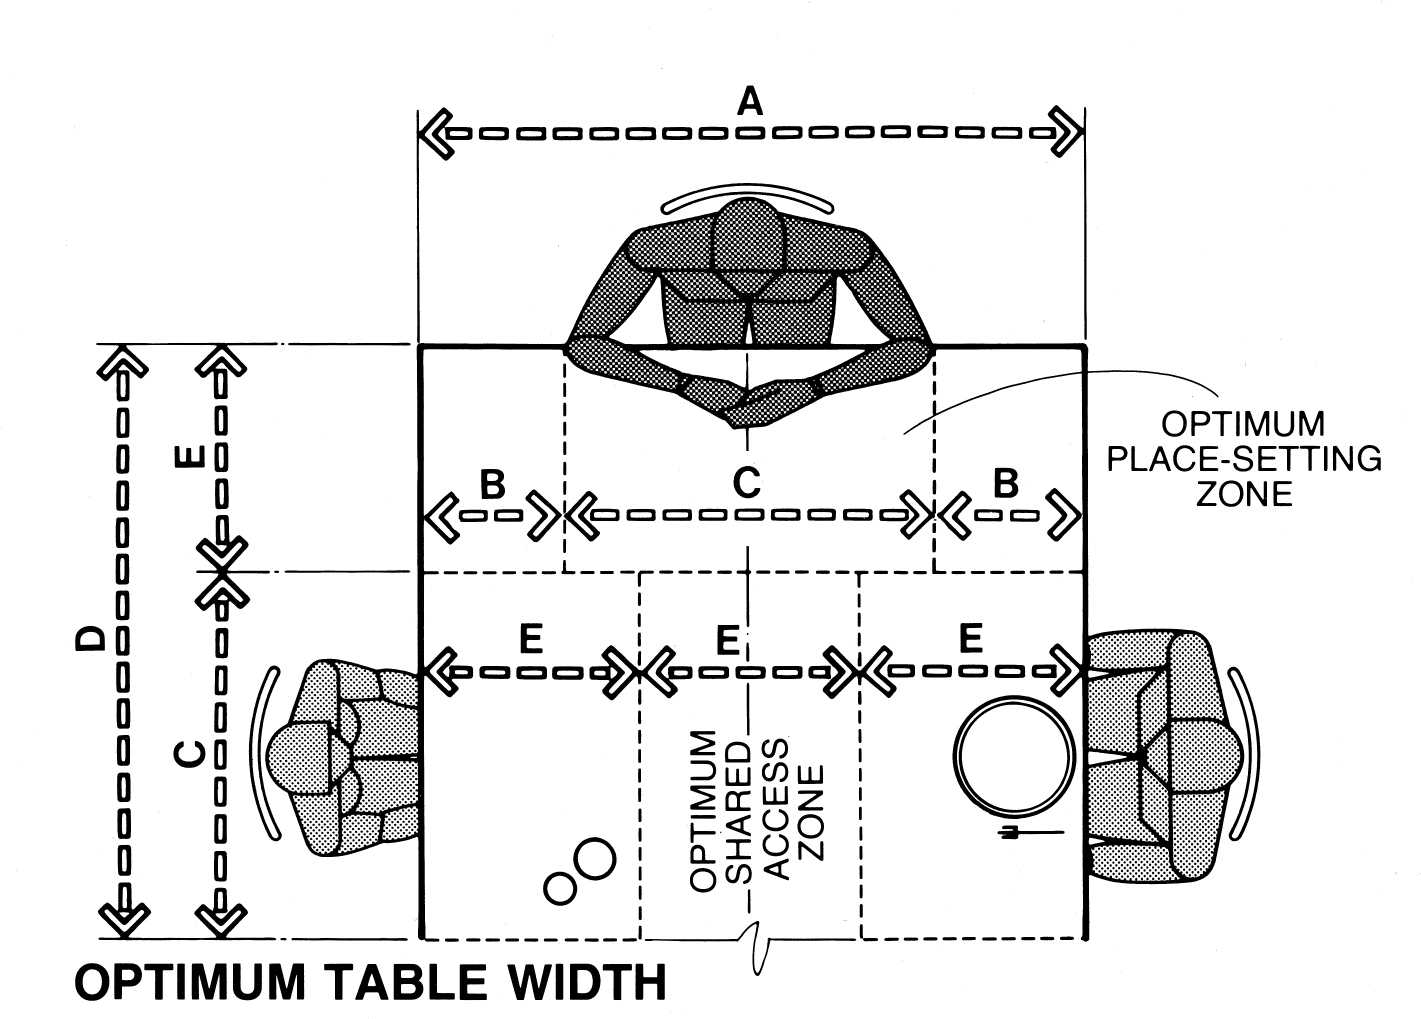 A
E
B
C
B
OPTIMUM
PLACE-SETTING
ZONE
D
E
E
E
C
OPTIMUM
SHARED
ACCESS
ZONE
OPTIMUM TABLE WIDTH